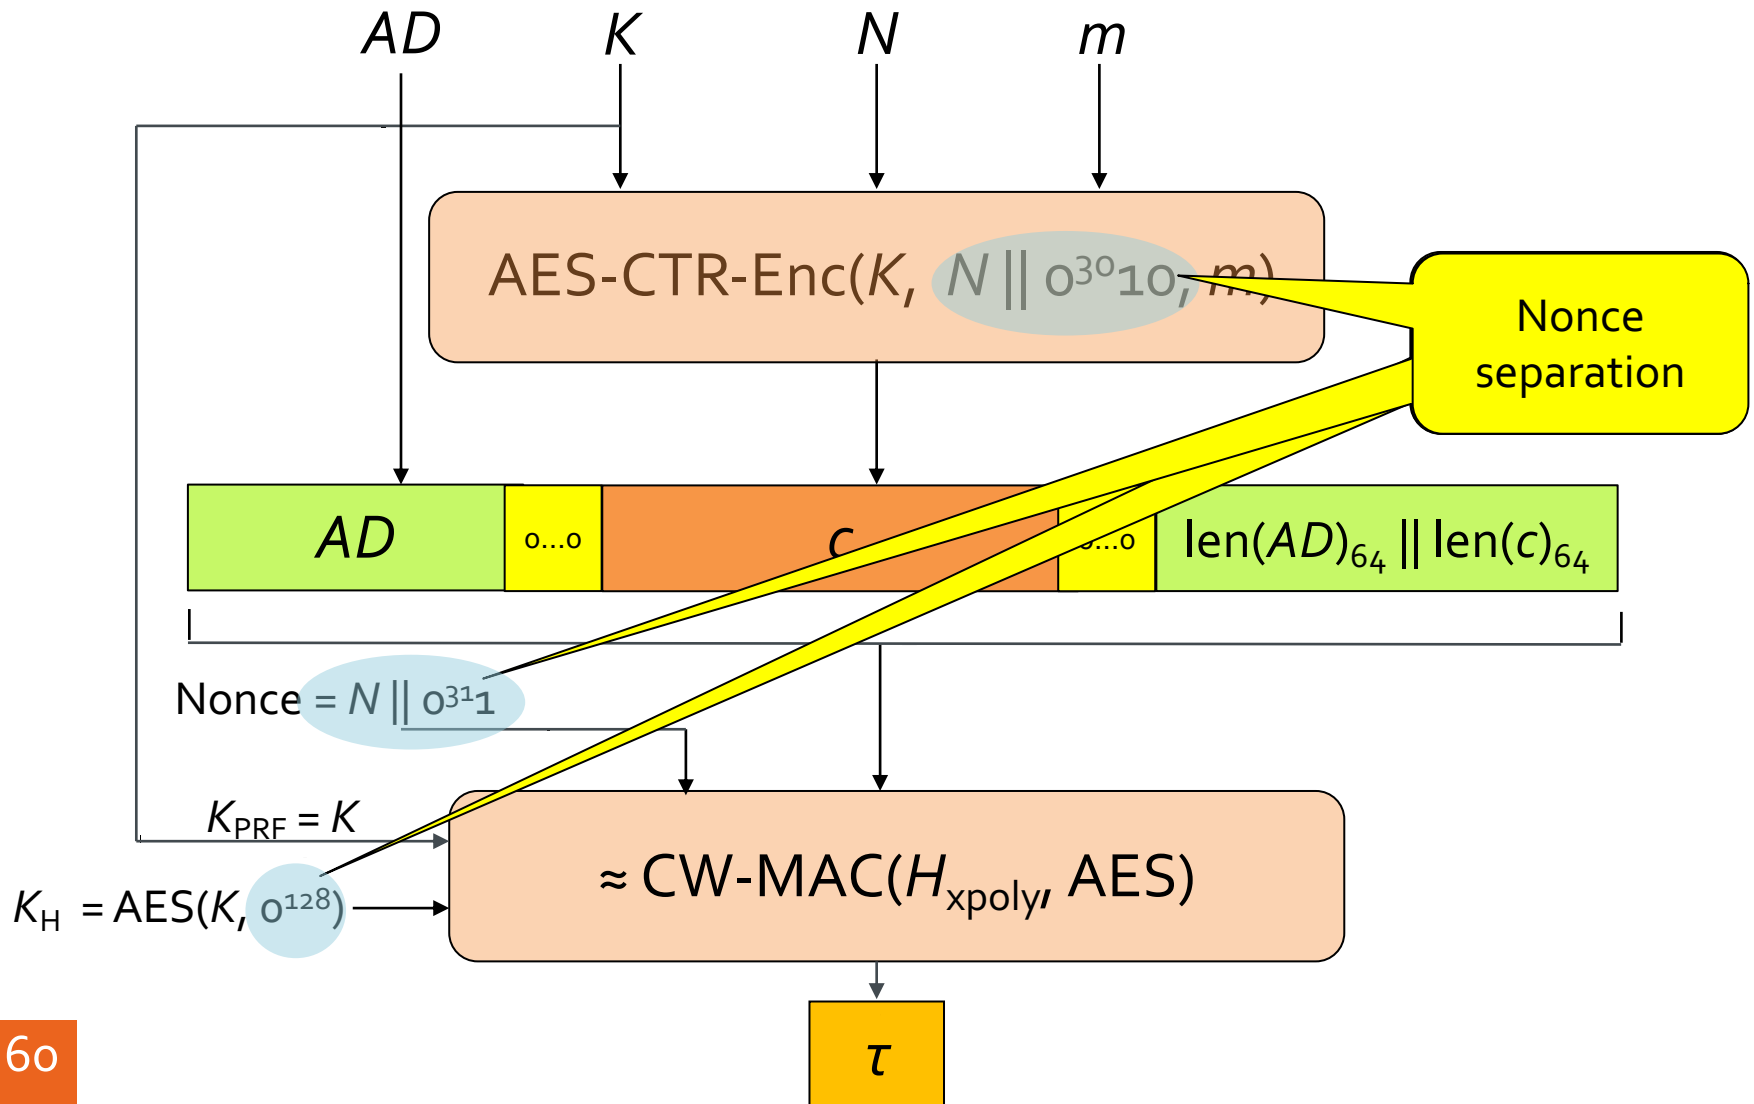 AD K N m
AES-CTR-Enc(K, N || 0³⁰10, m)
Nonce
separation
AD 0...0 c 0...0 len(AD)₆₄ || len(c)₆₄
Nonce = N || 0³¹1
K_PRF = K
≈ CW-MAC(H_xpoly, AES)
K_H = AES(K, 0¹²⁸)
τ
60